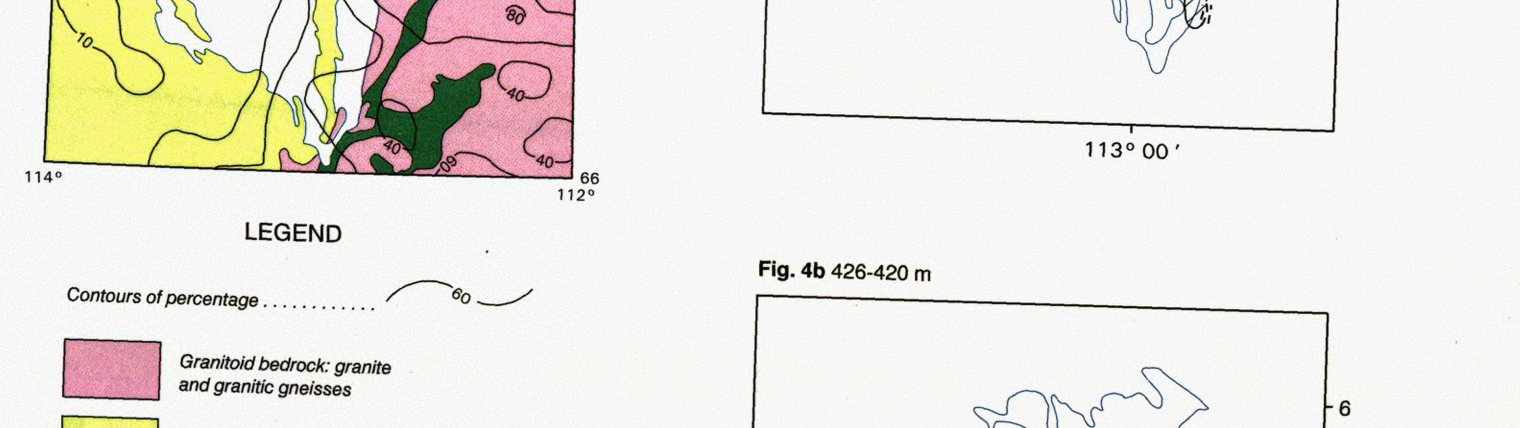 80
10
40
40
40
60
114°
66
112°
LEGEND
Contours of percentage . . . . . . . . . . . .
60
Granitoid bedrock: granite
and granitic gneisses
113° 00 '
Fig. 4b 426-420 m
6